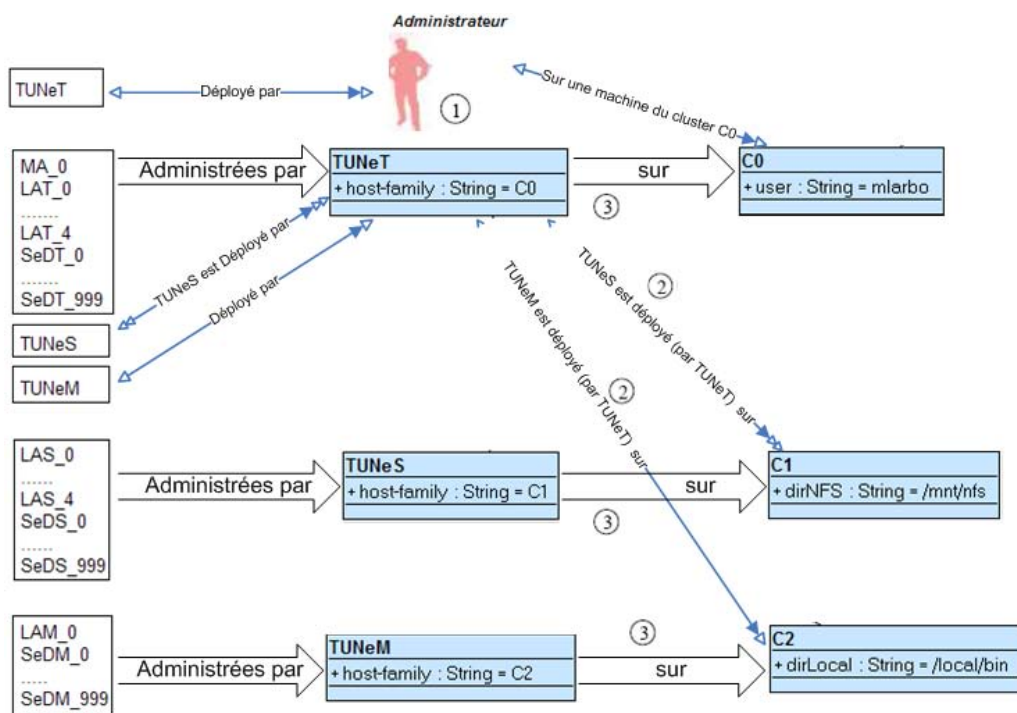 Administrateur
TUNeT
Déployé par
Sur une machine du cluster C0
1
MA_0
LAT_0
.......
LAT_4
SeDT_0
.......
SeDT_999
Administrées par
TUNeT
+ host-family : String = C0
sur
3
C0
+ user : String = mlarbo
TUNeS est Déployé par
Déployé par
TUNeS
TUNeM
TUNeS est déployé (par TUNeT) sur
2
TUNeM est déployé (par TUNeT) sur
2
LAS_0
......
LAS_4
SeDS_0
......
SeDS_999
Administrées par
TUNeS
+ host-family : String = C1
sur
3
C1
+ dirNFS : String = /mnt/nfs
LAM_0
SeDM_0
.....
SeDM_999
Administrées par
TUNeM
+ host-family : String = C2
3
sur
C2
+ dirLocal : String = /local/bin